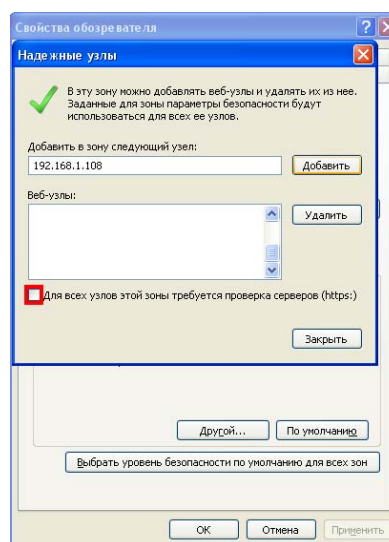 Свойства обозревателя
Надежные узлы
В эту зону можно добавлять веб-узлы и удалять их из нее.
Заданные для зоны параметры безопасности будут
использоваться для всех ее узлов.
Добавить в зону следующий узел:
192.168.1.108
Добавить
Веб-узлы:
Удалить
Для всех узлов этой зоны требуется проверка серверов (https:)
Закрыть
Другой... По умолчанию
Выбрать уровень безопасности по умолчанию для всех зон
ОК Отмена Применить